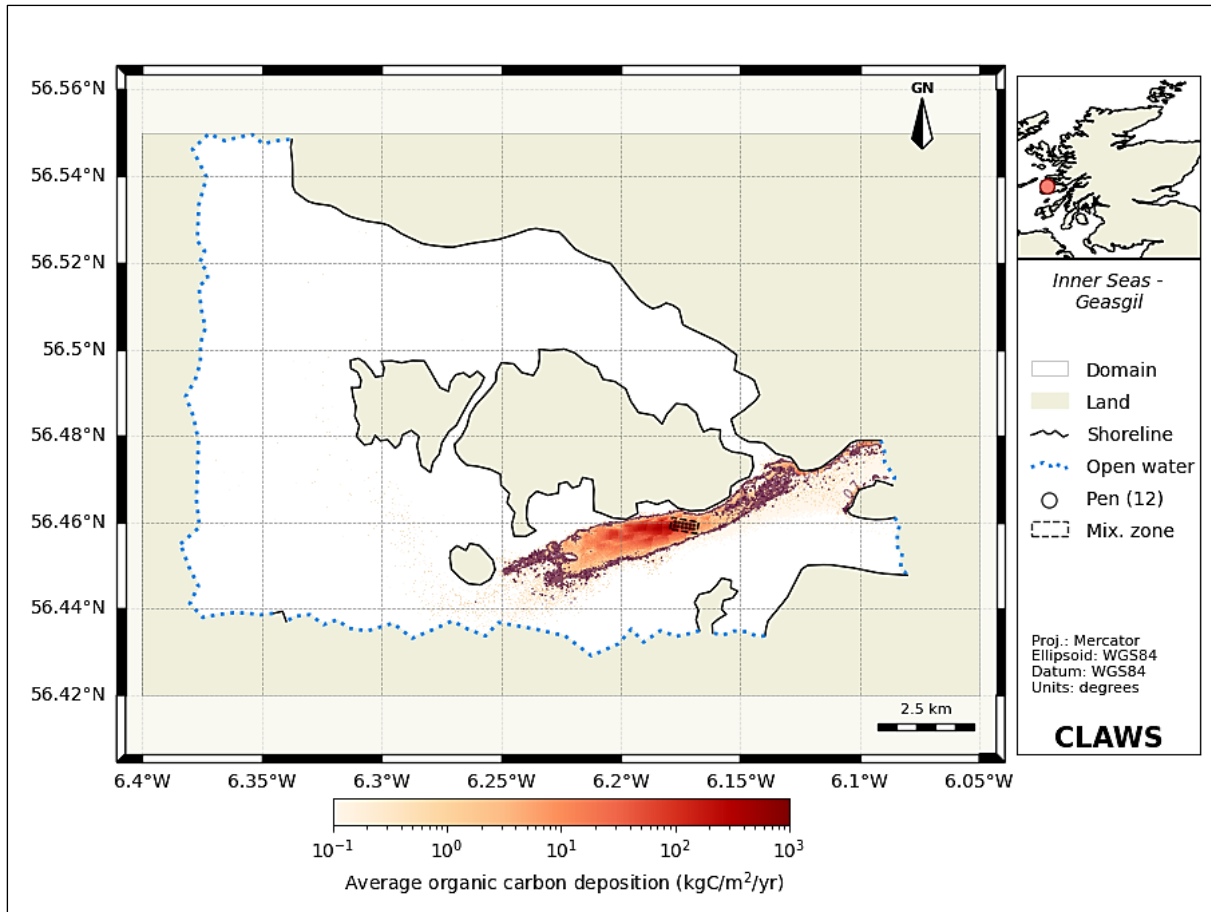 56.56°N
56.54°N
56.52°N
56.5°N
56.48°N
56.46°N
56.44°N
56.42°N
6.4°W
6.35°W
6.3°W
6.25°W
6.2°W
6.15°W
6.1°W
6.05°W
GN
2.5 km
Inner Seas -
Geasgil
Domain
Land
Shoreline
Open water
Pen (12)
Mix. zone
Proj.: Mercator
Ellipsoid: WGS84
Datum: WGS84
Units: degrees
CLAWS
10⁻¹
10⁰
10¹
10²
10³
Average organic carbon deposition (kgC/m²/yr)